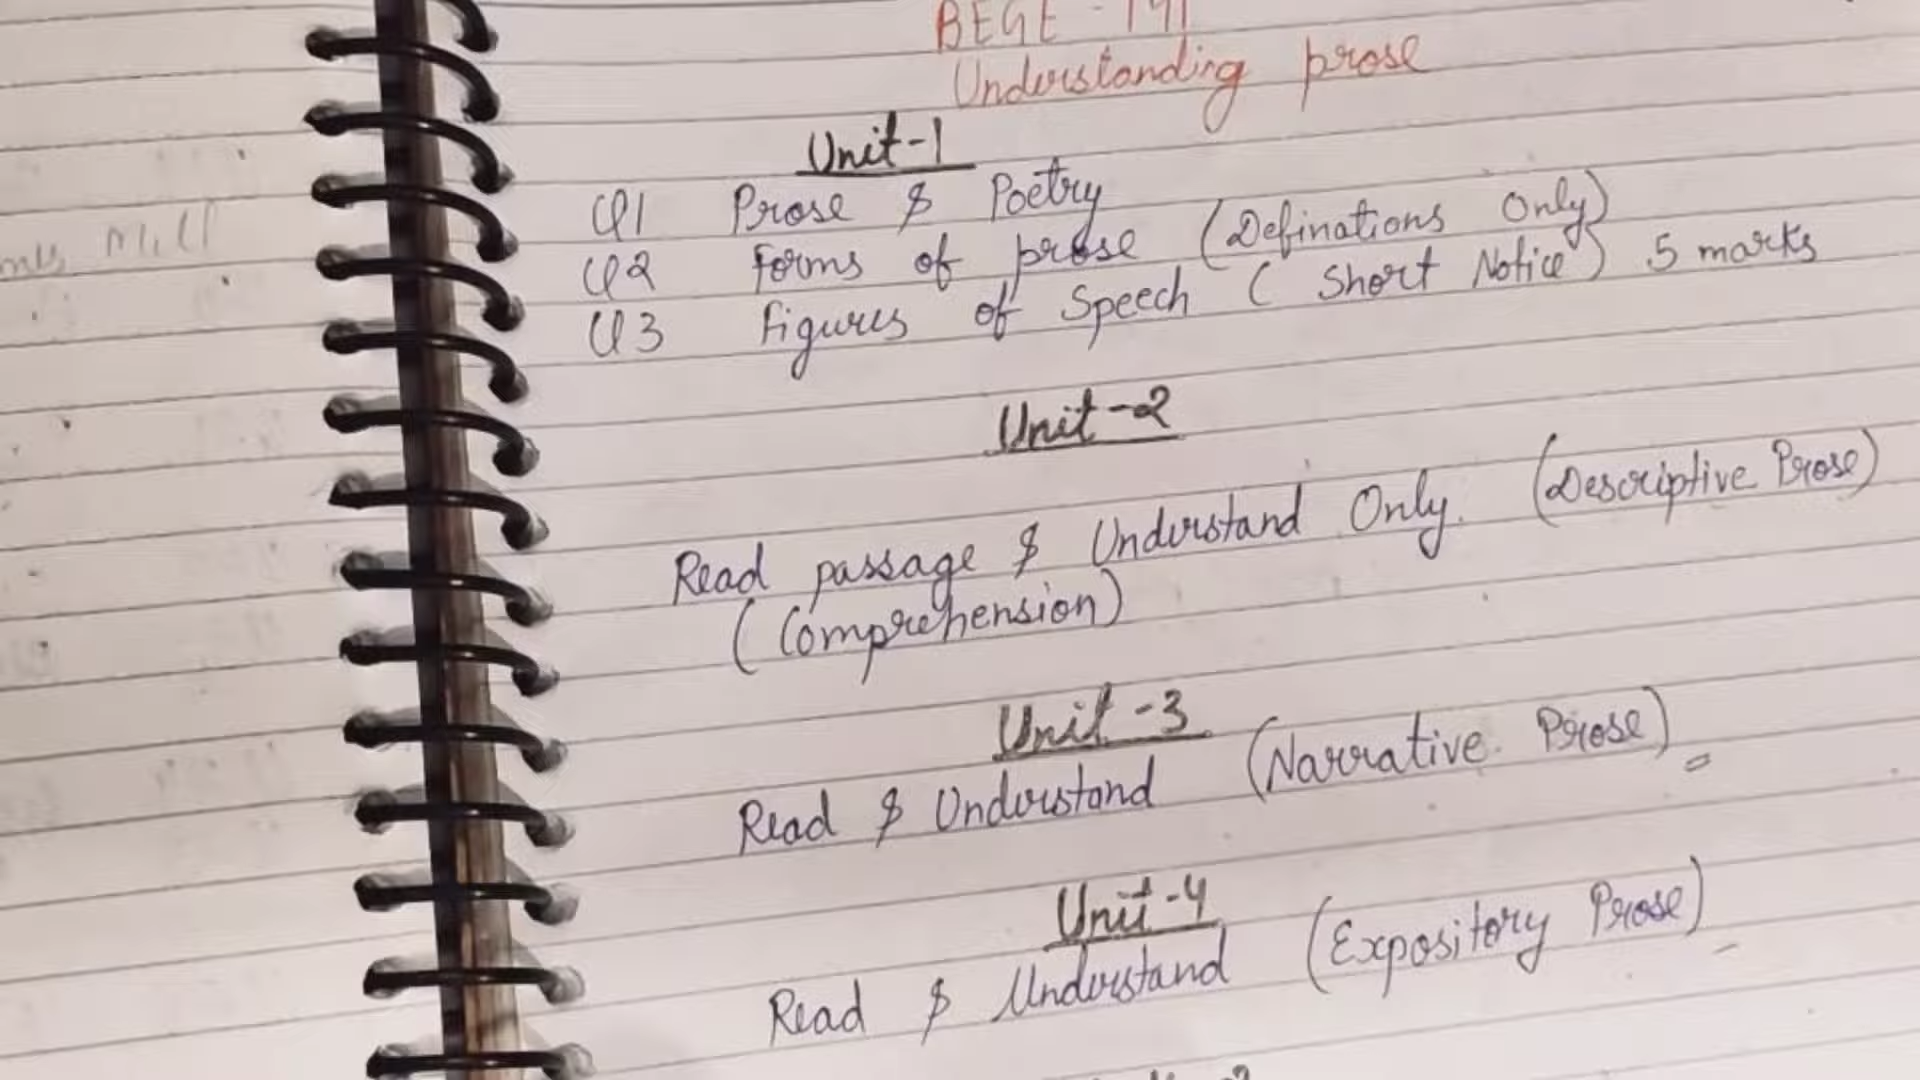 BEGE - 141
Understanding prose
Unit-1
Q1 Prose & Poetry
Q2 Forms of prose (Definations Only)
Q3 Figures of Speech ( Short Notice ) 5 marks
Unit-2
Read passage & Understand Only. (Descriptive Prose)
(Comprehension)
Unit-3
Read & Understand (Narrative Prose)
Unit-4
Read & Understand (Expository Prose)
Mill